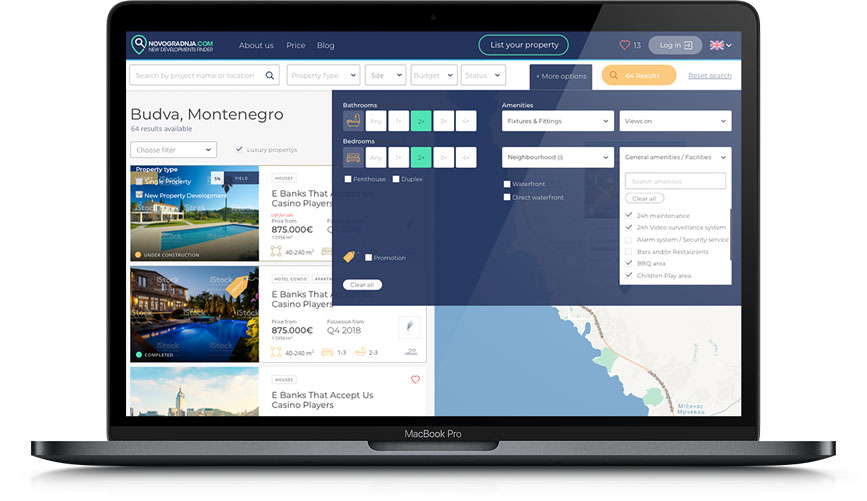 NOVOGRADNJA.COM
NEW DEVELOPMENTS FINDER
About us
Price
Blog
List your property
13
Log in
Search by project name or location
Property Type
Size
Budget
Status
+ More options
64 Results
Reset search
Budva, Montenegro
64 results available
Choose filter
Luxury propertys
Property type
Single Property
New Property Development
5% YIELD
UNDER CONSTRUCTION
HOUSES
E Banks That A
Casino Players
Price from
875.000€
40-240 m²
Bathrooms
Any 1+ 2+ 3+ 4+
Bedrooms
Any 1+ 2+ 3+ 4+
Penthouse
Duplex
Promotion
Clear all
Amenities
Fixtures & Fittings
Views on
Neighbourhood (1)
General amenities / Facilities
Waterfront
Direct waterfront
Search amenities
Clear all
24h maintenance
24h Video surveillance system
Alarm system / Security service
Bars and/or Restaurants
BBQ area
Children Play area
iStock
iStock
iStock
iStock
COMPLETED
HOTEL CONDO
E Banks That A
Casino Players
Price from
875.000€
Possession from
Q4 2018
40-240 m²
1-3
2-3
HOUSES
E Banks That Accept Us
Casino Players
MacBook Pro